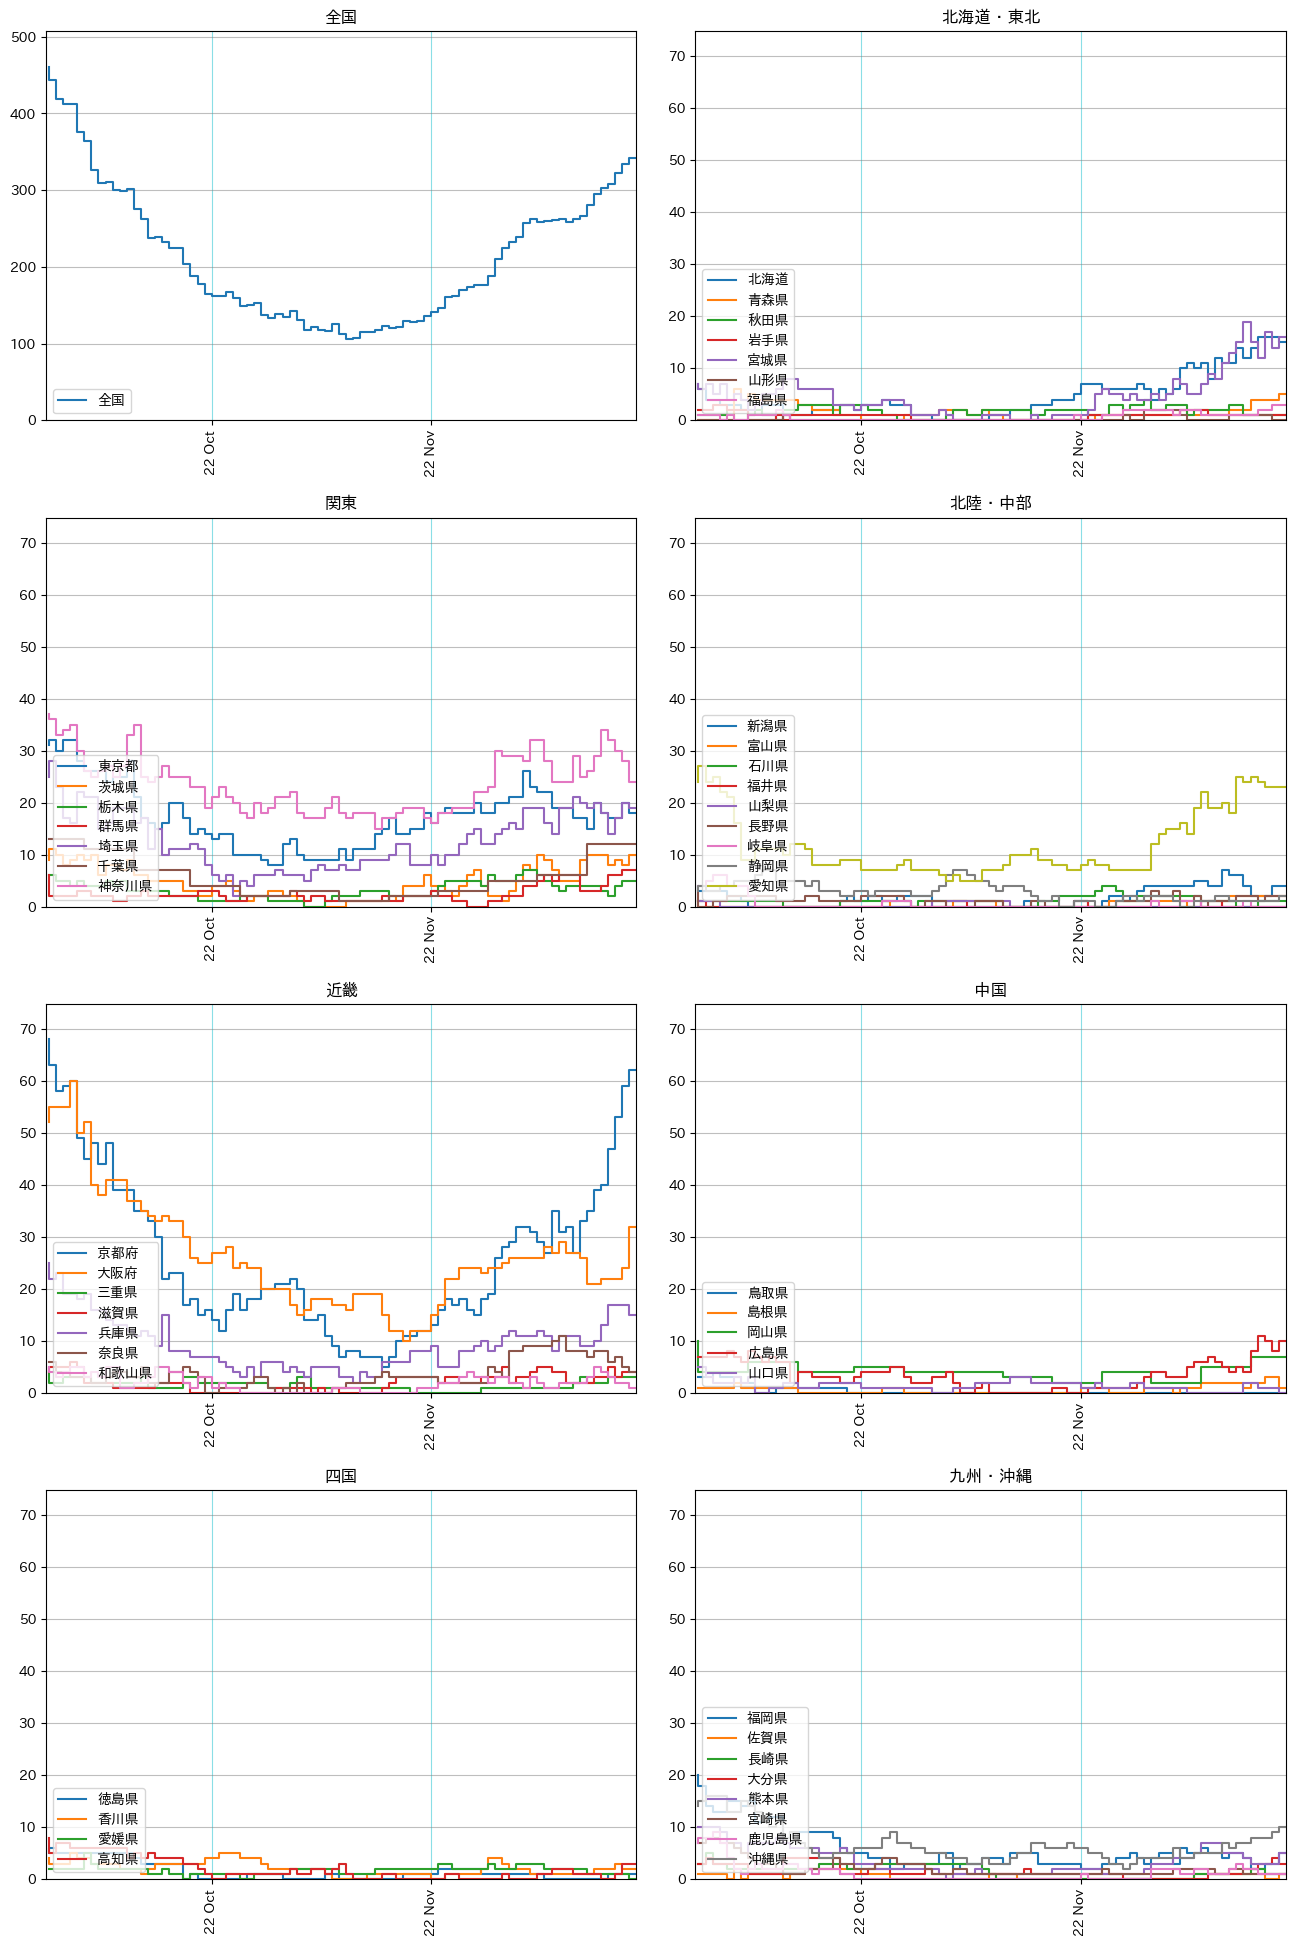 全国
500
400
300
200
100
0
全国
22 Oct
22 Nov
北海道・東北
70
60
50
40
30
20
10
0
北海道
青森県
秋田県
岩手県
宮城県
山形県
福島県
22 Oct
22 Nov
関東
70
60
50
40
30
20
10
0
東京都
茨城県
栃木県
群馬県
埼玉県
千葉県
神奈川県
22 Oct
22 Nov
北陸・中部
70
60
50
40
30
20
10
0
新潟県
富山県
石川県
福井県
山梨県
長野県
岐阜県
静岡県
愛知県
22 Oct
22 Nov
近畿
70
60
50
40
30
20
10
0
京都府
大阪府
三重県
滋賀県
兵庫県
奈良県
和歌山県
22 Oct
22 Nov
中国
70
60
50
40
30
20
10
0
鳥取県
島根県
岡山県
広島県
山口県
22 Oct
22 Nov
四国
70
60
50
40
30
20
10
0
徳島県
香川県
愛媛県
高知県
22 Oct
22 Nov
九州・沖縄
70
60
50
40
30
20
10
0
福岡県
佐賀県
長崎県
大分県
熊本県
宮崎県
鹿児島県
沖縄県
22 Oct
22 Nov